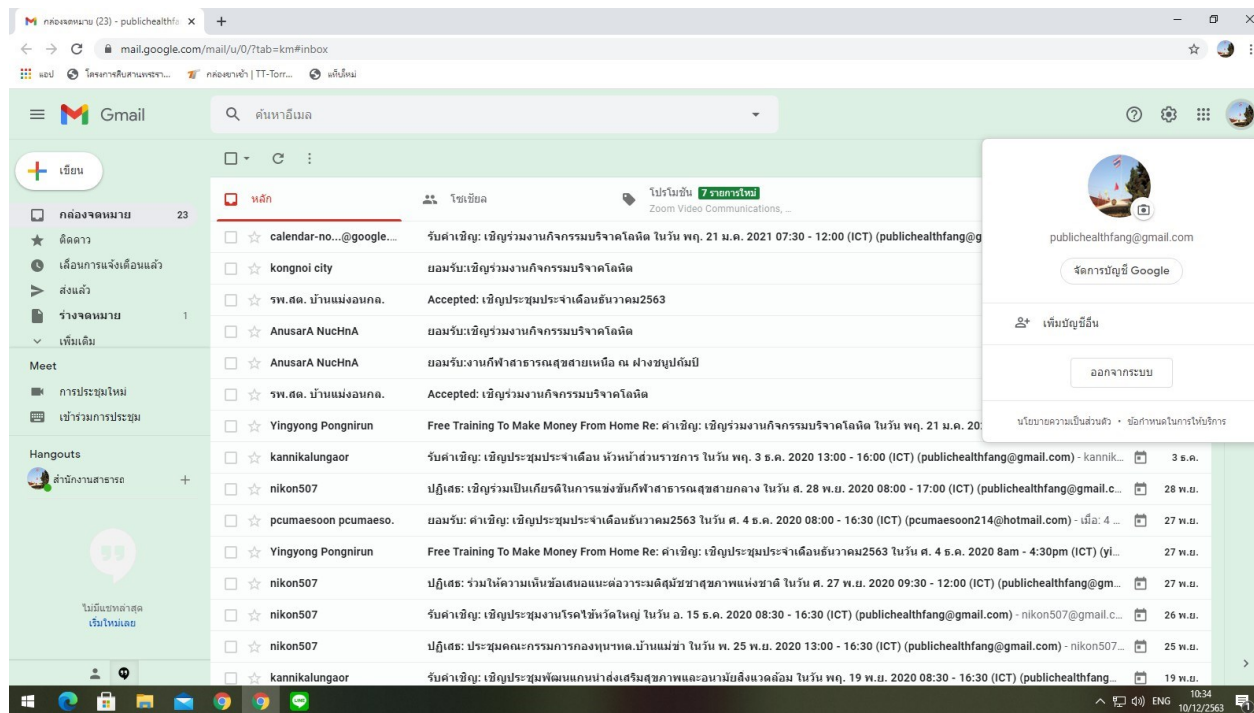 กล่องจดหมาย (23) - publichealthfa
mail.google.com/mail/u/0/?tab=km#inbox
แอป
โครงการสืบสานพระรา...
กล่องขาเข้า | TT-Torr...
แท็บใหม่
Gmail
ค้นหาอีเมล
เขียน
กล่องจดหมาย 23
ติดดาว
เลื่อนการแจ้งเตือนแล้ว
ส่งแล้ว
ร่างจดหมาย 1
เพิ่มเติม
Meet
การประชุมใหม่
เข้าร่วมการประชุม
Hangouts
สำนักงานสาธารณ
ไม่มีแชทล่าสุด
เริ่มใหม่เลย
หลัก
โซเชียล
โปรโมชัน 7 รายการใหม่
Zoom Video Communications, ...
calendar-no...@google.... รับคำเชิญ: เชิญร่วมงานกิจกรรมบริจาคโลหิต ในวัน พฤ. 21 ม.ค. 2021 07:30 - 12:00 (ICT) (publichealthfang@g
kongnoi city ยอมรับ:เชิญร่วมงานกิจกรรมบริจาคโลหิต
รพ.สต. บ้านแม่งอนกล. Accepted: เชิญประชุมประจำเดือนธันวาคม2563
AnusarA NucHnA ยอมรับ:เชิญร่วมงานกิจกรรมบริจาคโลหิต
AnusarA NucHnA ยอมรับ:งานกีฬาสาธารณสุขสายเหนือ ณ ฝางชนูปถัมป์
รพ.สต. บ้านแม่งอนกล. Accepted: เชิญร่วมงานกิจกรรมบริจาคโลหิต
Yingyong Pongnirun Free Training To Make Money From Home Re: คำเชิญ: เชิญร่วมงานกิจกรรมบริจาคโลหิต ในวัน พฤ. 21 ม.ค. 20
kannikalungaor รับคำเชิญ: เชิญประชุมประจำเดือน หัวหน้าส่วนราชการ ในวัน พฤ. 3 ธ.ค. 2020 13:00 - 16:00 (ICT) (publichealthfang@gmail.com) - kannik... 3 ธ.ค.
nikon507 ปฏิเสธ: เชิญร่วมเป็นเกียรติในการแข่งขันกีฬาสาธารณสุขสายกลาง ในวัน ส. 28 พ.ย. 2020 08:00 - 17:00 (ICT) (publichealthfang@gmail.c... 28 พ.ย.
pcumaesoon pcumaeso. ยอมรับ: คำเชิญ: เชิญประชุมประจำเดือนธันวาคม2563 ในวัน ศ. 4 ธ.ค. 2020 08:00 - 16:30 (ICT) (pcumaesoon214@hotmail.com) - เมื่อ: 4 ... 27 พ.ย.
Yingyong Pongnirun Free Training To Make Money From Home Re: คำเชิญ: เชิญประชุมประจำเดือนธันวาคม2563 ในวัน ศ. 4 ธ.ค. 2020 8am - 4:30pm (ICT) (yi... 27 พ.ย.
nikon507 ปฏิเสธ: ร่วมให้ความเห็นข้อเสนอแนะต่อวาระมติสุมัชชาสุขภาพแห่งชาติ ในวัน ศ. 27 พ.ย. 2020 09:30 - 12:00 (ICT) (publichealthfang@gm... 27 พ.ย.
nikon507 รับคำเชิญ: เชิญประชุมงานโรคไข้หวัดใหญ่ ในวัน อ. 15 ธ.ค. 2020 08:30 - 16:30 (ICT) (publichealthfang@gmail.com) - nikon507@gmail.c... 26 พ.ย.
nikon507 ปฏิเสธ: ประชุมคณะกรรมการกองทุนฯทต.บ้านแม่ข่า ในวัน พ. 25 พ.ย. 2020 13:00 - 16:30 (ICT) (publichealthfang@gmail.com) - nikon507... 25 พ.ย.
kannikalungaor รับคำเชิญ: เชิญประชุมพัฒนแกนนำส่งเสริมสุขภาพและอนามัยสิ่งแวดล้อม ในวัน พฤ. 19 พ.ย. 2020 08:30 - 16:30 (ICT) (publichealthfang... 19 พ.ย.
publichealthfang@gmail.com
จัดการบัญชี Google
เพิ่มบัญชีอื่น
ออกจากระบบ
นโยบายความเป็นส่วนตัว • ข้อกำหนดในการให้บริการ
ENG
10:34
10/12/2563